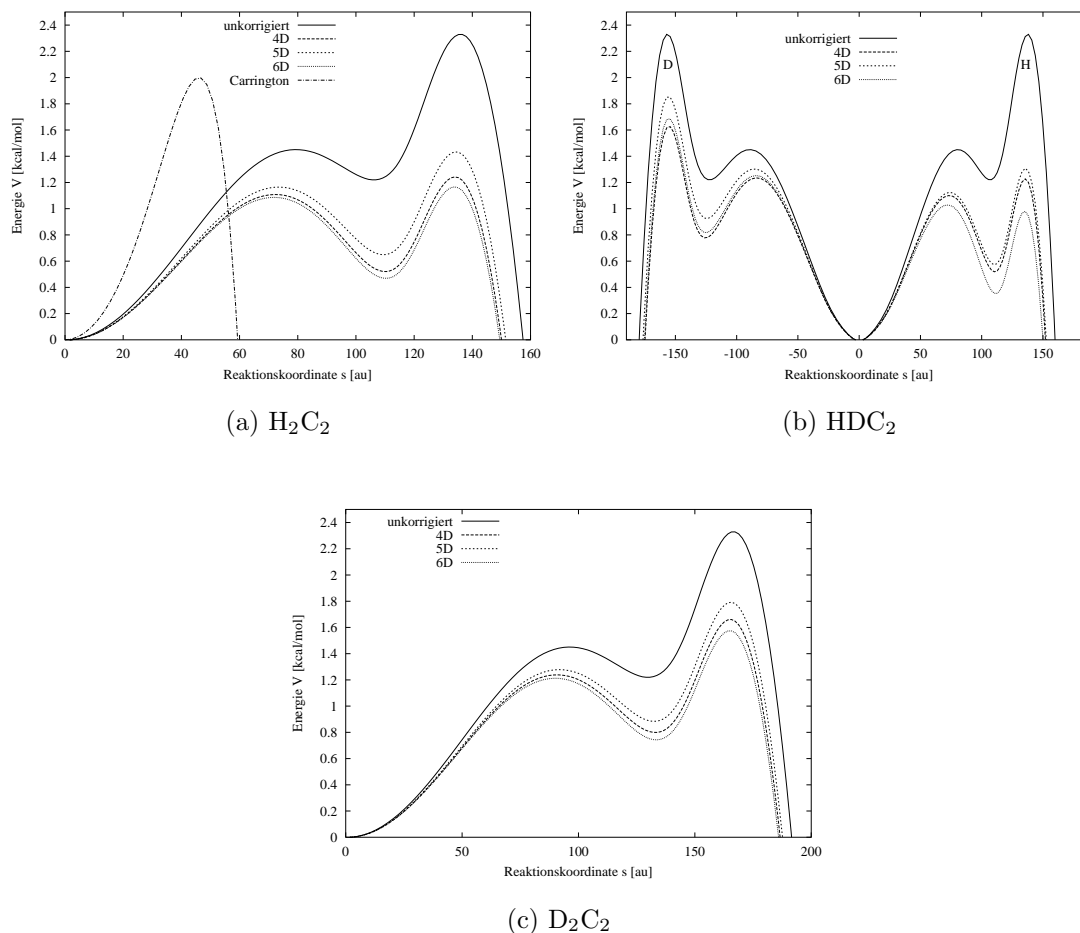 2.4
2.2
2
1.8
1.6
1.4
1.2
1
0.8
0.6
0.4
0.2
0
Energie V [kcal/mol]
unkorrigiert
4D
5D
6D
Carrington
0 20 40 60 80 100 120 140 160
Reaktionskoordinate s [au]
(a) H₂C₂
2.4
2.2
2
1.8
1.6
1.4
1.2
1
0.8
0.6
0.4
0.2
0
Energie V [kcal/mol]
unkorrigiert
4D
5D
6D
D H
-150 -100 -50 0 50 100 150
Reaktionskoordinate s [au]
(b) HDC₂
2.4
2.2
2
1.8
1.6
1.4
1.2
1
0.8
0.6
0.4
0.2
0
Energie V [kcal/mol]
unkorrigiert
4D
5D
6D
0 50 100 150 200
Reaktionskoordinate s [au]
(c) D₂C₂